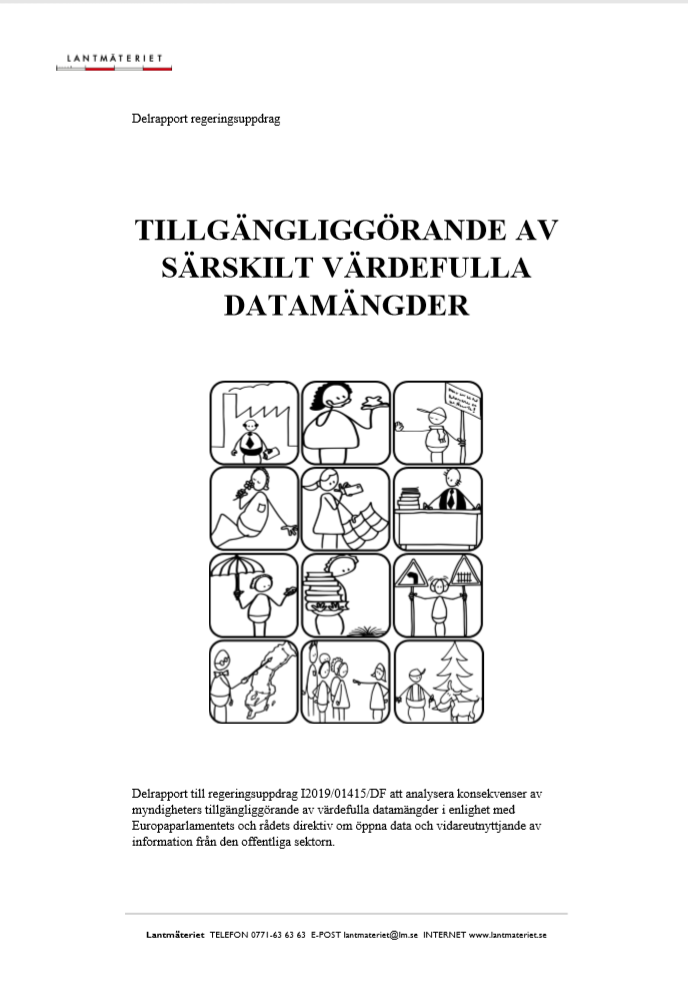 LANTMÄTERIET
Delrapport regeringsuppdrag
TILLGÄNGLIGGÖRANDE AV
SÄRSKILT VÄRDEFULLA
DATAMÄNGDER
Delrapport till regeringsuppdrag I2019/01415/DF att analysera konsekvenser av
myndigheters tillgängliggörande av värdefulla datamängder i enlighet med
Europaparlamentets och rådets direktiv om öppna data och vidareutnyttjande av
information från den offentliga sektorn.
Lantmäteriet TELEFON 0771-63 63 63 E-POST lantmateriet@lm.se INTERNET www.lantmateriet.se